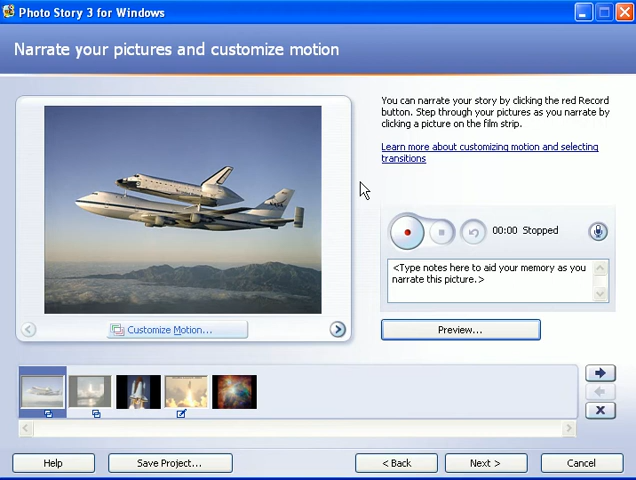 Photo Story 3 for Windows
Narrate your pictures and customize motion
You can narrate your story by clicking the red Record
button. Step through your pictures as you narrate by
clicking a picture on the film strip.
Learn more about customizing motion and selecting
transitions
NASA
00:00 Stopped
<Type notes here to aid your memory as you
narrate this picture.>
Customize Motion...
Preview...
Help
Save Project...
< Back
Next >
Cancel